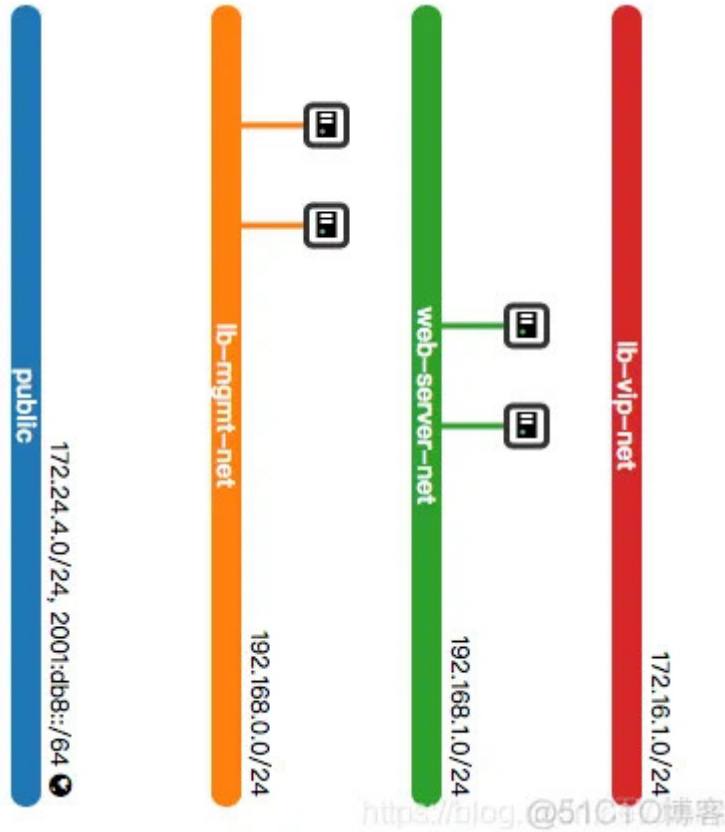 public
172.24.4.0/24, 2001:db8::/64
lb-mgmt-net
192.168.0.0/24
web-server-net
192.168.1.0/24
lb-vip-net
172.16.1.0/24
https://blog. @51CTO博客